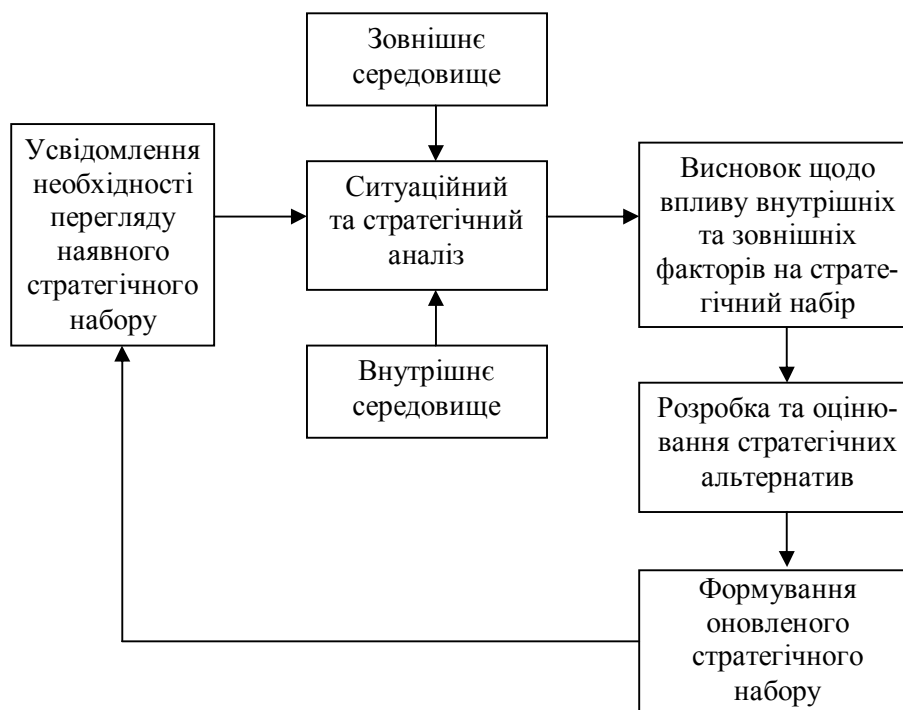 Зовнішнє
середовище
Усвідомлення
необхідності
перегляду
наявного
стратегічного
набору
Ситуаційний
та стратегічний
аналіз
Висновок щодо
впливу внутрішніх
та зовнішніх
факторів на страте-
гічний набір
Внутрішнє
середовище
Розробка та оціню-
вання стратегічних
альтернатив
Формування
оновленого
стратегічного
набору